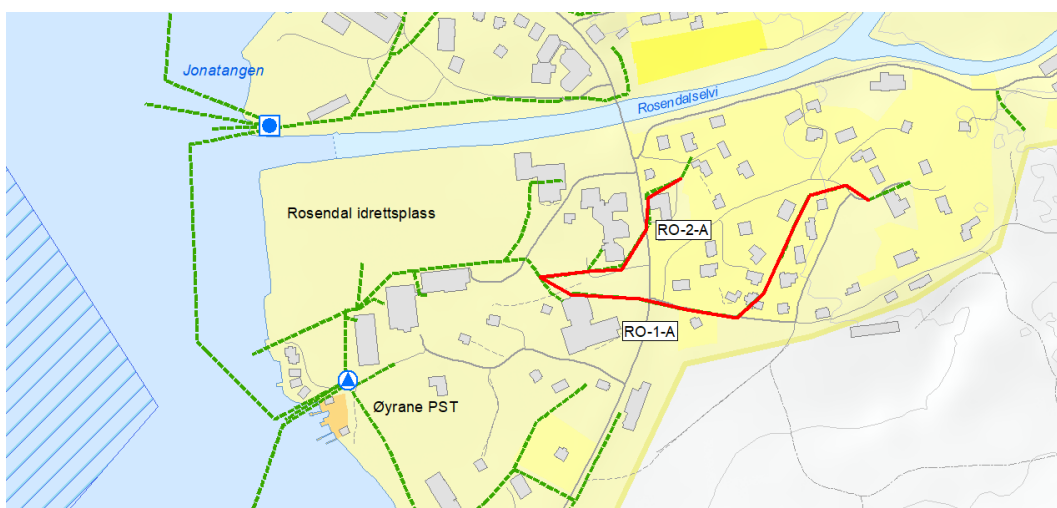 Jonatangen
Rosendalselvi
Rosendal idrettsplass
RO-2-A
RO-1-A
Øyrane PST